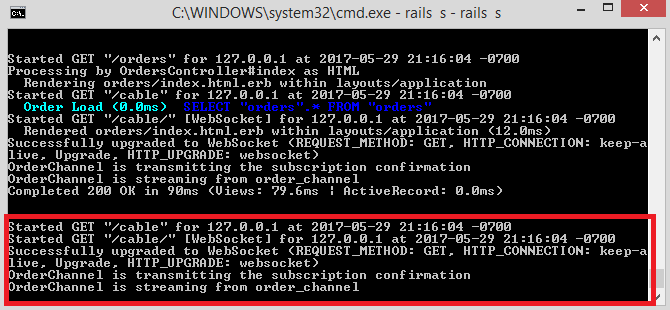 C:\WINDOWS\system32\cmd.exe - rails s - rails s
Started GET "/orders" for 127.0.0.1 at 2017-05-29 21:16:04 -0700
Processing by OrdersController#index as HTML
Rendering orders/index.html.erb within layouts/application
Started GET "/cable" for 127.0.0.1 at 2017-05-29 21:16:04 -0700
Order Load (0.0ms) SELECT "orders".* FROM "orders"
Started GET "/cable/" [WebSocket] for 127.0.0.1 at 2017-05-29 21:16:04 -0700
Rendered orders/index.html.erb within layouts/application (12.0ms)
Successfully upgraded to WebSocket (REQUEST_METHOD: GET, HTTP_CONNECTION: keep-a
live, Upgrade, HTTP_UPGRADE: websocket)
OrderChannel is transmitting the subscription confirmation
OrderChannel is streaming from order_channel
Completed 200 OK in 90ms (Views: 79.6ms | ActiveRecord: 0.0ms)
Started GET "/cable" for 127.0.0.1 at 2017-05-29 21:16:04 -0700
Started GET "/cable/" [WebSocket] for 127.0.0.1 at 2017-05-29 21:16:04 -0700
Successfully upgraded to WebSocket (REQUEST_METHOD: GET, HTTP_CONNECTION: keep-a
live, Upgrade, HTTP_UPGRADE: websocket)
OrderChannel is transmitting the subscription confirmation
OrderChannel is streaming from order_channel